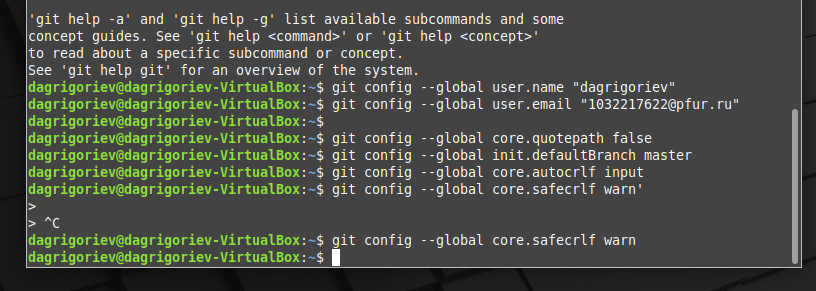 'git help -a' and 'git help -g' list available subcommands and some
concept guides. See 'git help <command>' or 'git help <concept>'
to read about a specific subcommand or concept.
See 'git help git' for an overview of the system.
dagrigoriev@dagrigoriev-VirtualBox:~$ git config --global user.name "dagrigoriev"
dagrigoriev@dagrigoriev-VirtualBox:~$ git config --global user.email "1032217622@pfur.ru"
dagrigoriev@dagrigoriev-VirtualBox:~$
dagrigoriev@dagrigoriev-VirtualBox:~$ git config --global core.quotepath false
dagrigoriev@dagrigoriev-VirtualBox:~$ git config --global init.defaultBranch master
dagrigoriev@dagrigoriev-VirtualBox:~$ git config --global core.autocrlf input
dagrigoriev@dagrigoriev-VirtualBox:~$ git config --global core.safecrlf warn'
>
> ^C
dagrigoriev@dagrigoriev-VirtualBox:~$ git config --global core.safecrlf warn
dagrigoriev@dagrigoriev-VirtualBox:~$